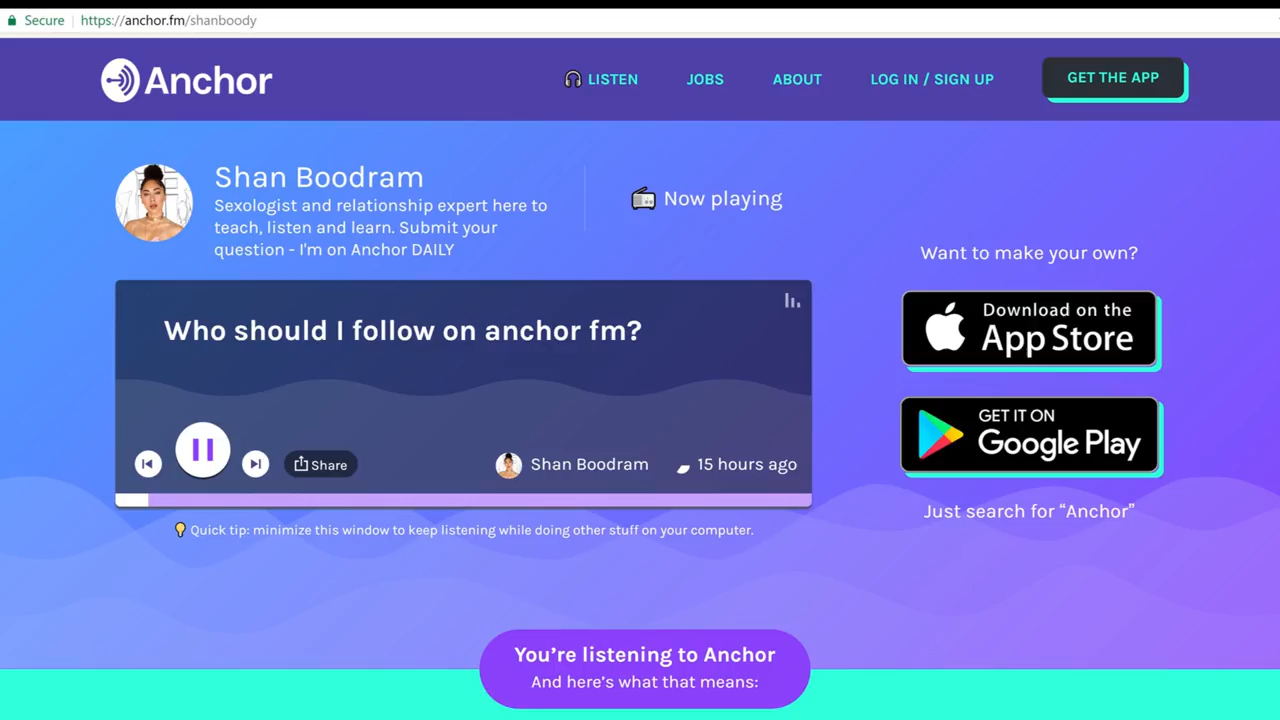 Secure | https://anchor.fm/shanboody
Anchor
LISTEN JOBS ABOUT LOG IN / SIGN UP GET THE APP
Shan Boodram
Sexologist and relationship expert here to
teach, listen and learn. Submit your
question - I'm on Anchor DAILY
Now playing
Who should I follow on anchor fm?
Share
Shan Boodram
15 hours ago
Quick tip: minimize this window to keep listening while doing other stuff on your computer.
Want to make your own?
Download on the
App Store
GET IT ON
Google Play
Just search for “Anchor”
You’re listening to Anchor
And here’s what that means: